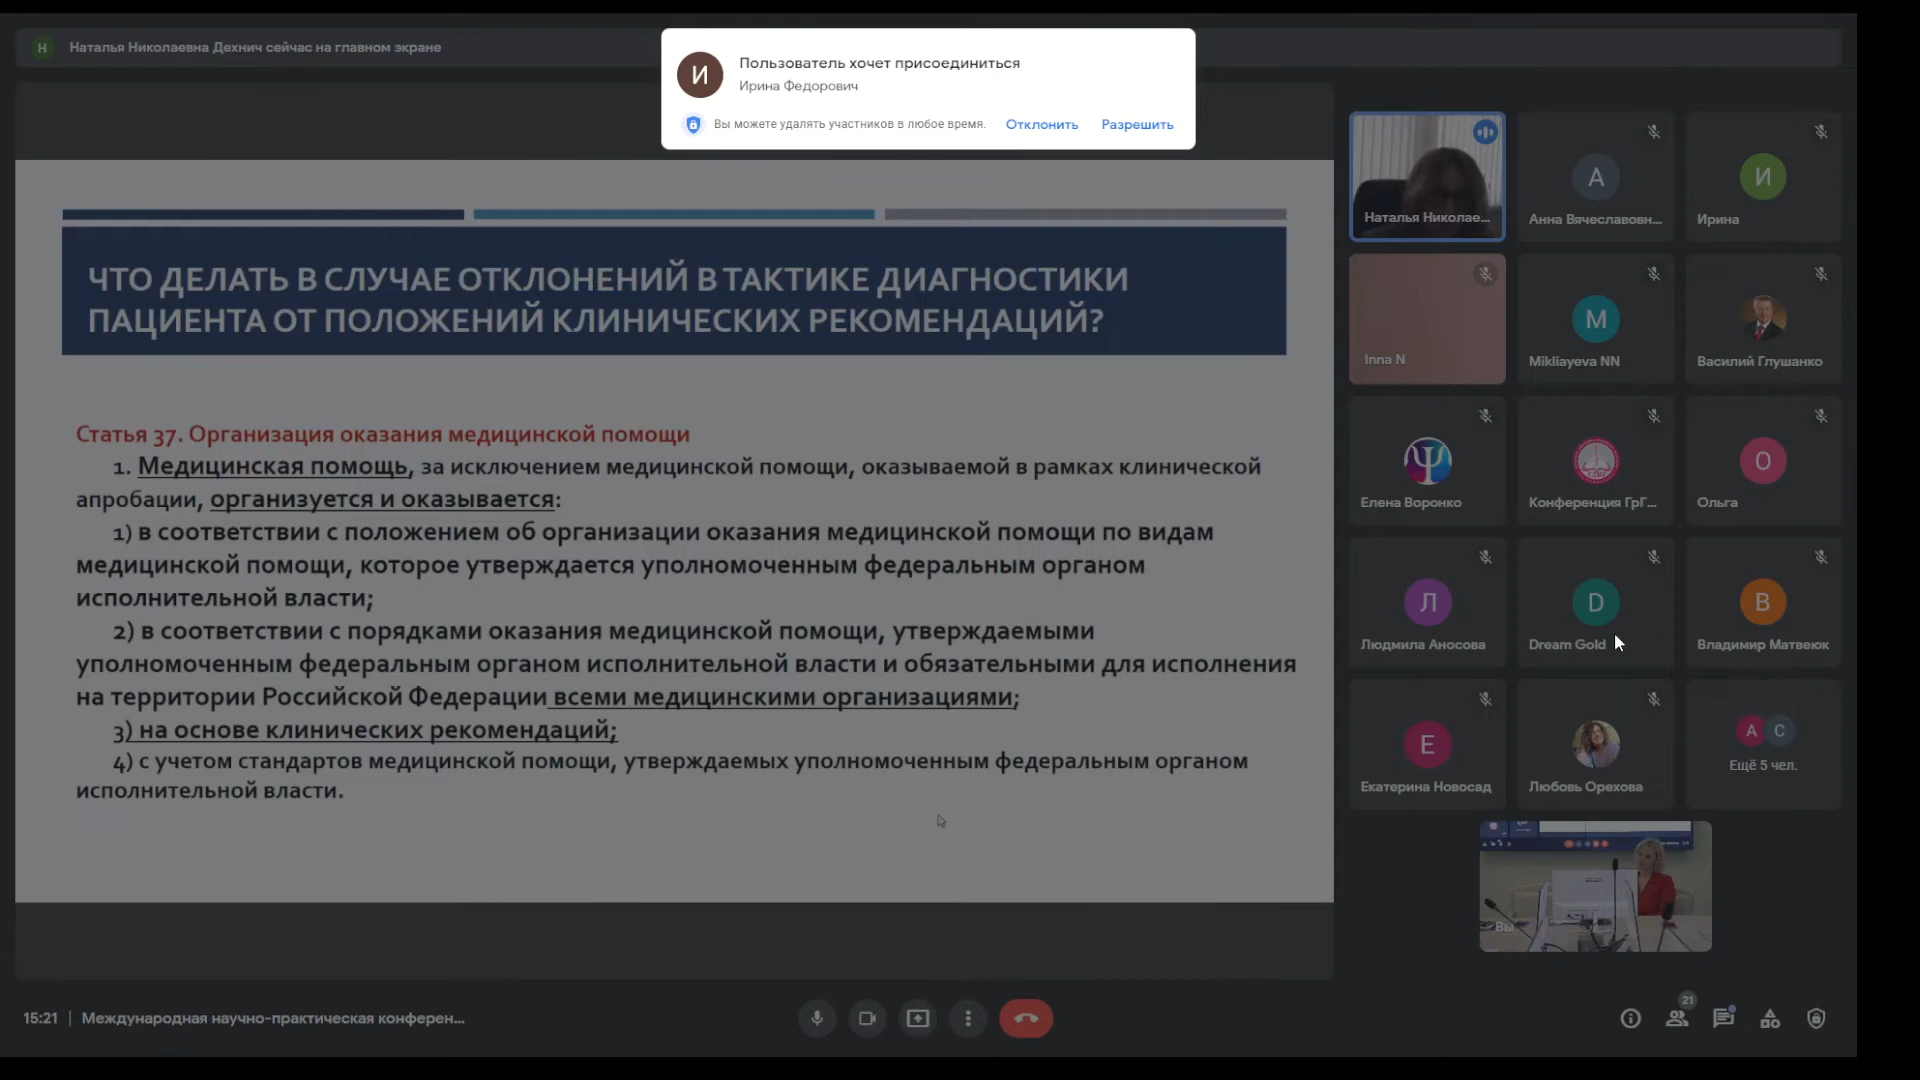 Н Наталья Николаевна Дехнич сейчас на главном экране
И
Пользователь хочет присоединиться
Ирина Федорович
Вы можете удалять участников в любое время. Отклонить Разрешить
ЧТО ДЕЛАТЬ В СЛУЧАЕ ОТКЛОНЕНИЙ В ТАКТИКЕ ДИАГНОСТИКИ
ПАЦИЕНТА ОТ ПОЛОЖЕНИЙ КЛИНИЧЕСКИХ РЕКОМЕНДАЦИЙ?
Статья 37. Организация оказания медицинской помощи
1. Медицинская помощь, за исключением медицинской помощи, оказываемой в рамках клинической
апробации, организуется и оказывается:
1) в соответствии с положением об организации оказания медицинской помощи по видам
медицинской помощи, которое утверждается уполномоченным федеральным органом
исполнительной власти;
2) в соответствии с порядками оказания медицинской помощи, утверждаемыми
уполномоченным федеральным органом исполнительной власти и обязательными для исполнения
на территории Российской Федерации всеми медицинскими организациями;
3) на основе клинических рекомендаций;
4) с учетом стандартов медицинской помощи, утверждаемых уполномоченным федеральным органом
исполнительной власти.
Наталья Николае...
А
Анна Вячеславовн...
И
Ирина
Inna N
M
Mikliayeva NN
Василий Глушанко
Елена Воронко
Конференция ГрГ...
О
Ольга
Л
Людмила Аносова
D
Dream Gold
В
Владимир Матвеюк
Е
Екатерина Новосад
Любовь Орехова
А С
Ещё 5 чел.
Вы
15:21 | Международная научно-практическая конферен...
21